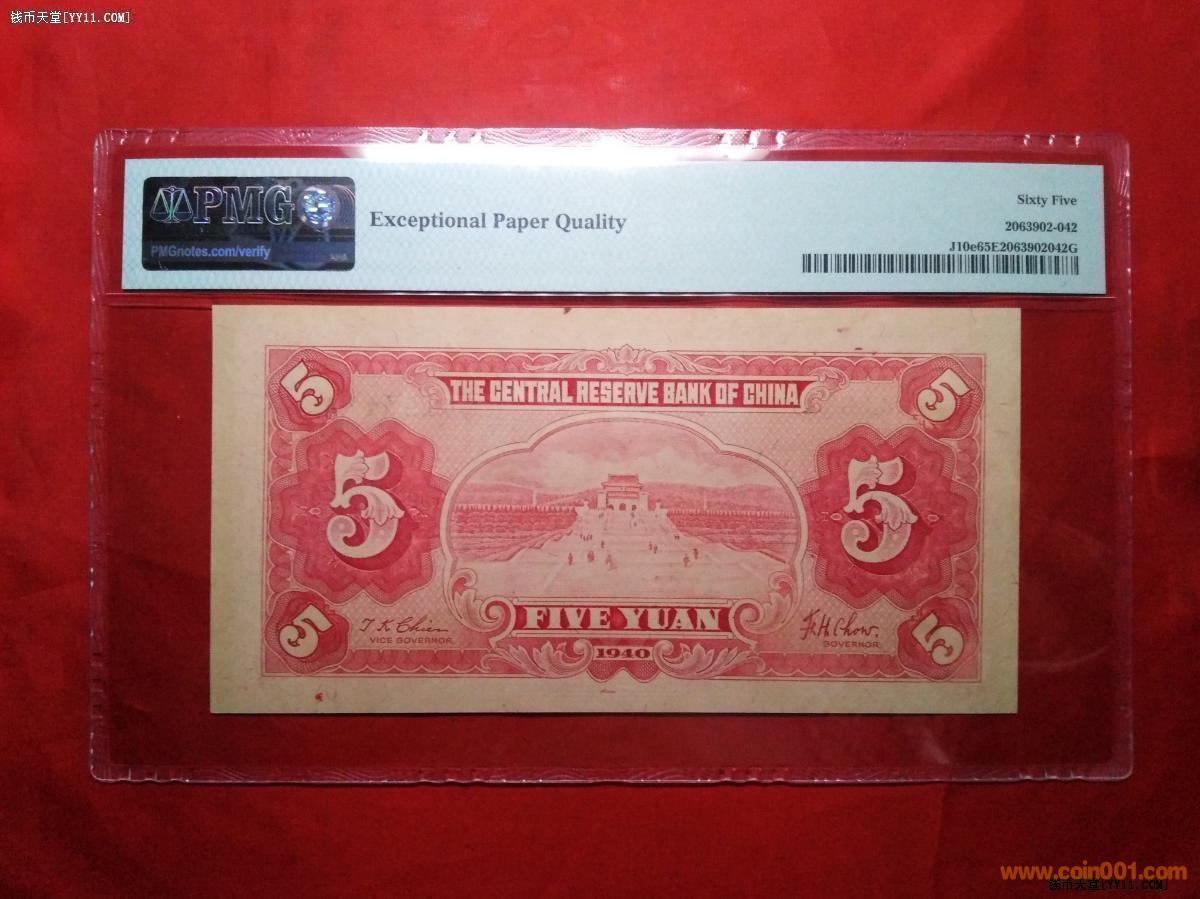 钱币天堂[YY11.COM]
PMG
PMGnotes.com/verify
Exceptional Paper Quality
Sixty Five
2063902-042
J10e65E2063902042G
5
5
THE CENTRAL RESERVE BANK OF CHINA
5
5
FIVE YUAN
T K Chien
VICE GOVERNOR
F.H. Chow.
GOVERNOR
1940
5
5
www.coin001.com
钱币天堂[YY11.COM]